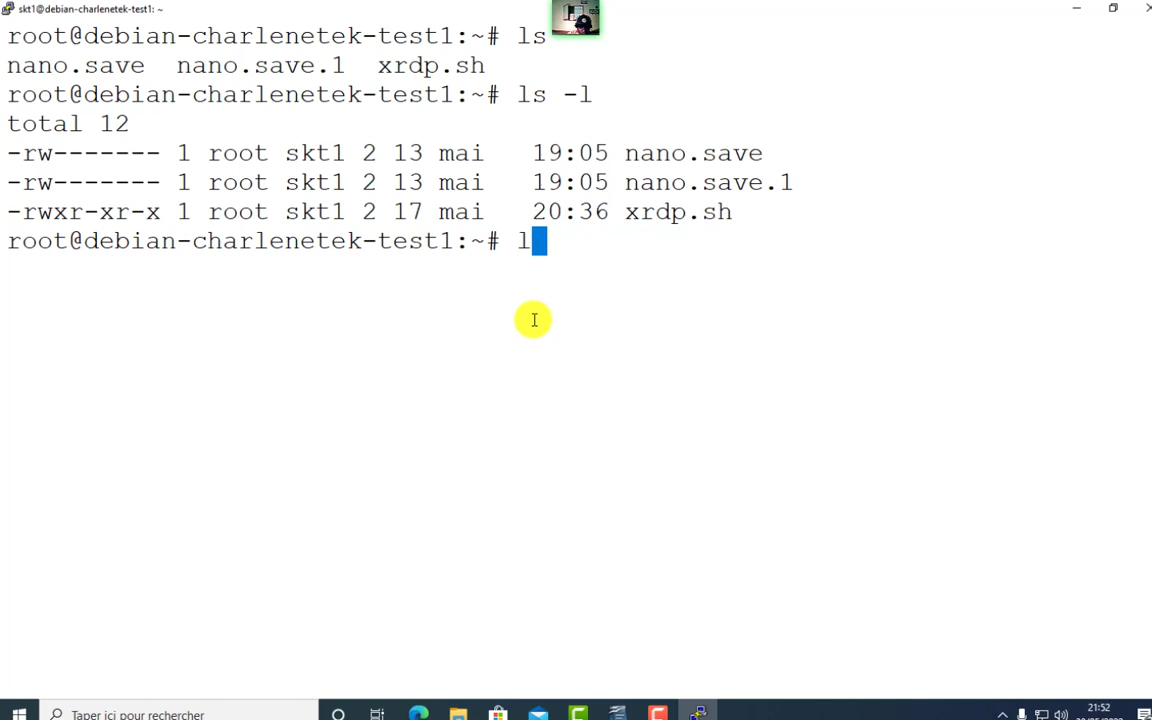 skt1@debian-charlenetek-test1: ~
root@debian-charlenetek-test1:~# ls
nano.save  nano.save.1  xrdp.sh
root@debian-charlenetek-test1:~# ls -l
total 12
-rw------- 1 root skt1 2 13 mai   19:05 nano.save
-rw------- 1 root skt1 2 13 mai   19:05 nano.save.1
-rwxr-xr-x 1 root skt1 2 17 mai   20:36 xrdp.sh
root@debian-charlenetek-test1:~# l
Taper ici pour rechercher
21:52